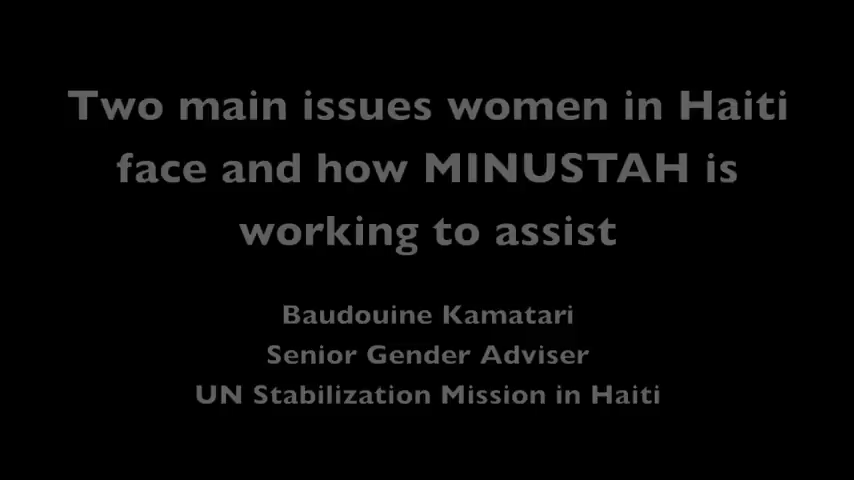 Two main issues women in Haiti
face and how MINUSTAH is
working to assist
Baudouine Kamatari
Senior Gender Adviser
UN Stabilization Mission in Haiti